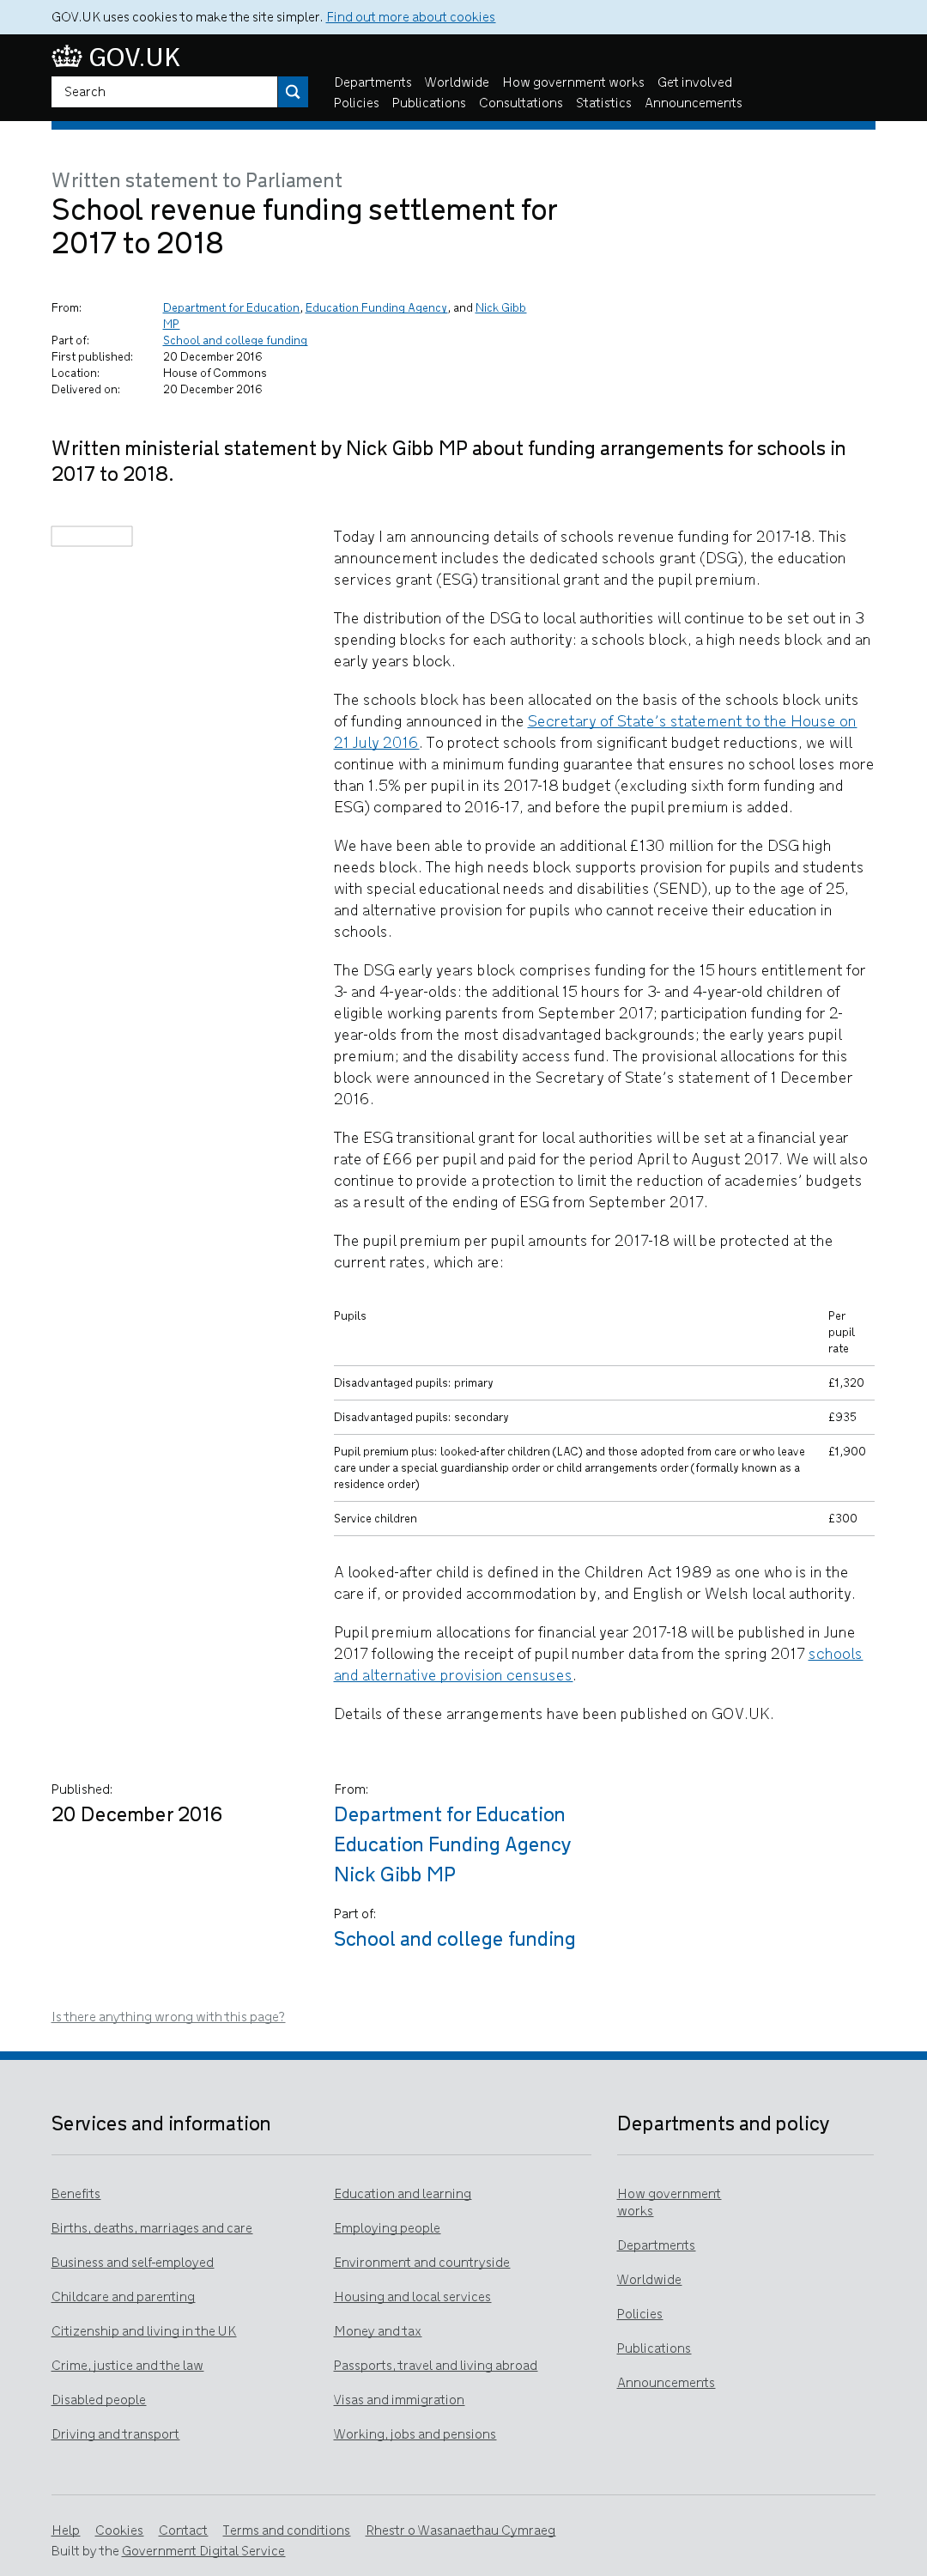 GOV.UK uses cookies to make the site simpler. Find out more about cookies
GOV.UK
Search
Departments Worldwide How government works Get involved
Policies Publications Consultations Statistics Announcements
Written statement to Parliament
School revenue funding settlement for
2017 to 2018
From: Department for Education, Education Funding Agency, and Nick Gibb
MP
Part of: School and college funding
First published: 20 December 2016
Location: House of Commons
Delivered on: 20 December 2016
Written ministerial statement by Nick Gibb MP about funding arrangements for schools in
2017 to 2018.
Today I am announcing details of schools revenue funding for 2017-18. This
announcement includes the dedicated schools grant (DSG), the education
services grant (ESG) transitional grant and the pupil premium.
The distribution of the DSG to local authorities will continue to be set out in 3
spending blocks for each authority: a schools block, a high needs block and an
early years block.
The schools block has been allocated on the basis of the schools block units
of funding announced in the Secretary of State's statement to the House on
21 July 2016. To protect schools from significant budget reductions, we will
continue with a minimum funding guarantee that ensures no school loses more
than 1.5% per pupil in its 2017-18 budget (excluding sixth form funding and
ESG) compared to 2016-17, and before the pupil premium is added.
We have been able to provide an additional £130 million for the DSG high
needs block. The high needs block supports provision for pupils and students
with special educational needs and disabilities (SEND), up to the age of 25,
and alternative provision for pupils who cannot receive their education in
schools.
The DSG early years block comprises funding for the 15 hours entitlement for
3- and 4-year-olds: the additional 15 hours for 3- and 4-year-old children of
eligible working parents from September 2017; participation funding for 2-
year-olds from the most disadvantaged backgrounds; the early years pupil
premium; and the disability access fund. The provisional allocations for this
block were announced in the Secretary of State's statement of 1 December
2016.
The ESG transitional grant for local authorities will be set at a financial year
rate of £66 per pupil and paid for the period April to August 2017. We will also
continue to provide a protection to limit the reduction of academies' budgets
as a result of the ending of ESG from September 2017.
The pupil premium per pupil amounts for 2017-18 will be protected at the
current rates, which are:
Pupils Per
pupil
rate
Disadvantaged pupils: primary £1,320
Disadvantaged pupils: secondary £935
Pupil premium plus: looked-after children (LAC) and those adopted from care or who leave £1,900
care under a special guardianship order or child arrangements order (formally known as a
residence order)
Service children £300
A looked-after child is defined in the Children Act 1989 as one who is in the
care if, or provided accommodation by, and English or Welsh local authority.
Pupil premium allocations for financial year 2017-18 will be published in June
2017 following the receipt of pupil number data from the spring 2017 schools
and alternative provision censuses.
Details of these arrangements have been published on GOV.UK.
Published:
20 December 2016
From:
Department for Education
Education Funding Agency
Nick Gibb MP
Part of:
School and college funding
Is there anything wrong with this page?
Services and information
Benefits
Births, deaths, marriages and care
Business and self-employed
Childcare and parenting
Citizenship and living in the UK
Crime, justice and the law
Disabled people
Driving and transport
Education and learning
Employing people
Environment and countryside
Housing and local services
Money and tax
Passports, travel and living abroad
Visas and immigration
Working, jobs and pensions
Departments and policy
How government
works
Departments
Worldwide
Policies
Publications
Announcements
Help Cookies Contact Terms and conditions Rhestr o Wasanaethau Cymraeg
Built by the Government Digital Service